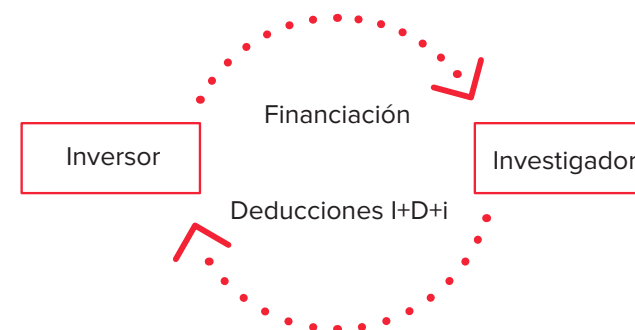 Financiación
Inversor
Investigador
Deducciones I+D+i